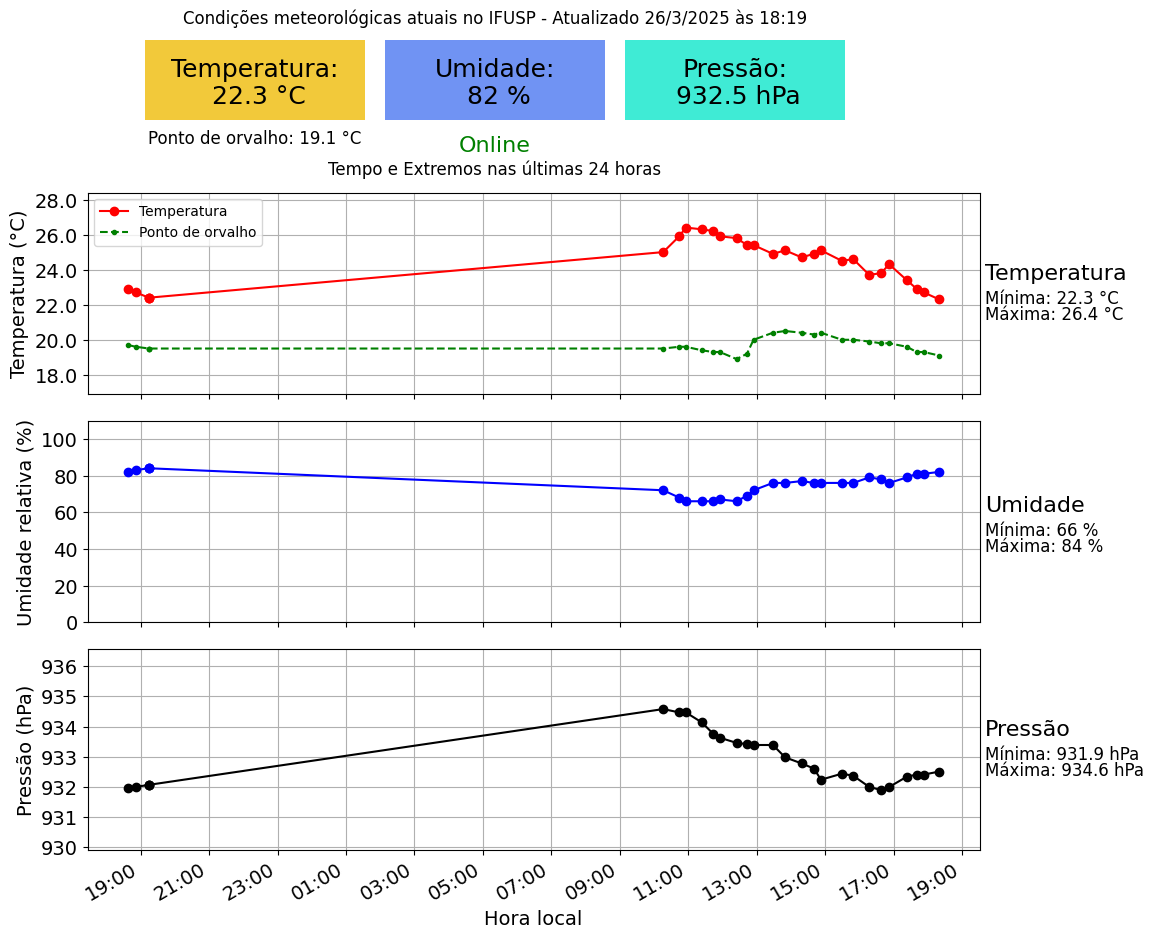 Condições meteorológicas atuais no IFUSP - Atualizado 26/3/2025 às 18:19
Temperatura:
22.3 °C
Umidade:
82 %
Pressão:
932.5 hPa
Ponto de orvalho: 19.1 °C
Online
Tempo e Extremos nas últimas 24 horas
Temperatura (°C)
28.0
26.0
24.0
22.0
20.0
18.0
Temperatura
Ponto de orvalho
Temperatura
Mínima: 22.3 °C
Máxima: 26.4 °C
Umidade relativa (%)
100
80
60
40
20
0
Umidade
Mínima: 66 %
Máxima: 84 %
Pressão (hPa)
936
935
934
933
932
931
930
Pressão
Mínima: 931.9 hPa
Máxima: 934.6 hPa
19:00
21:00
23:00
01:00
03:00
05:00
07:00
09:00
11:00
13:00
15:00
17:00
19:00
Hora local